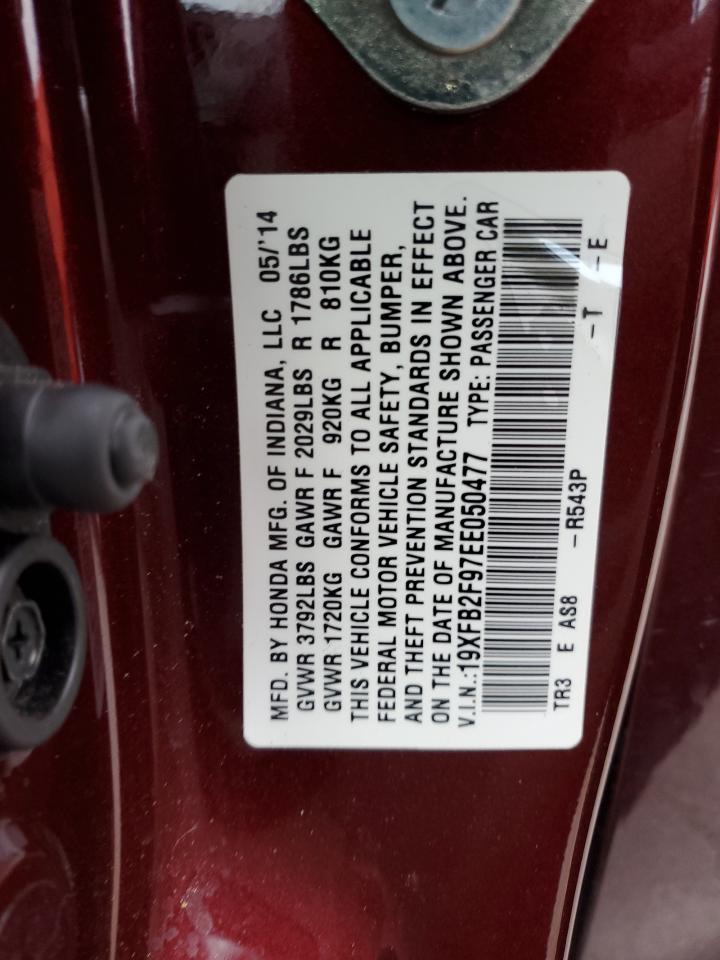 MFD. BY HONDA MFG. OF INDIANA, LLC 05/'14
GVWR 3792LBS GAWR F 2029LBS R 1786LBS
GVWR 1720KG GAWR F 920KG R 810KG
THIS VEHICLE CONFORMS TO ALL APPLICABLE
FEDERAL MOTOR VEHICLE SAFETY, BUMPER,
AND THEFT PREVENTION STANDARDS IN EFFECT
ON THE DATE OF MANUFACTURE SHOWN ABOVE.
V.I.N.:19XFB2F97EE050477 TYPE: PASSENGER CAR
TR3 E AS8 -R543P -T -E